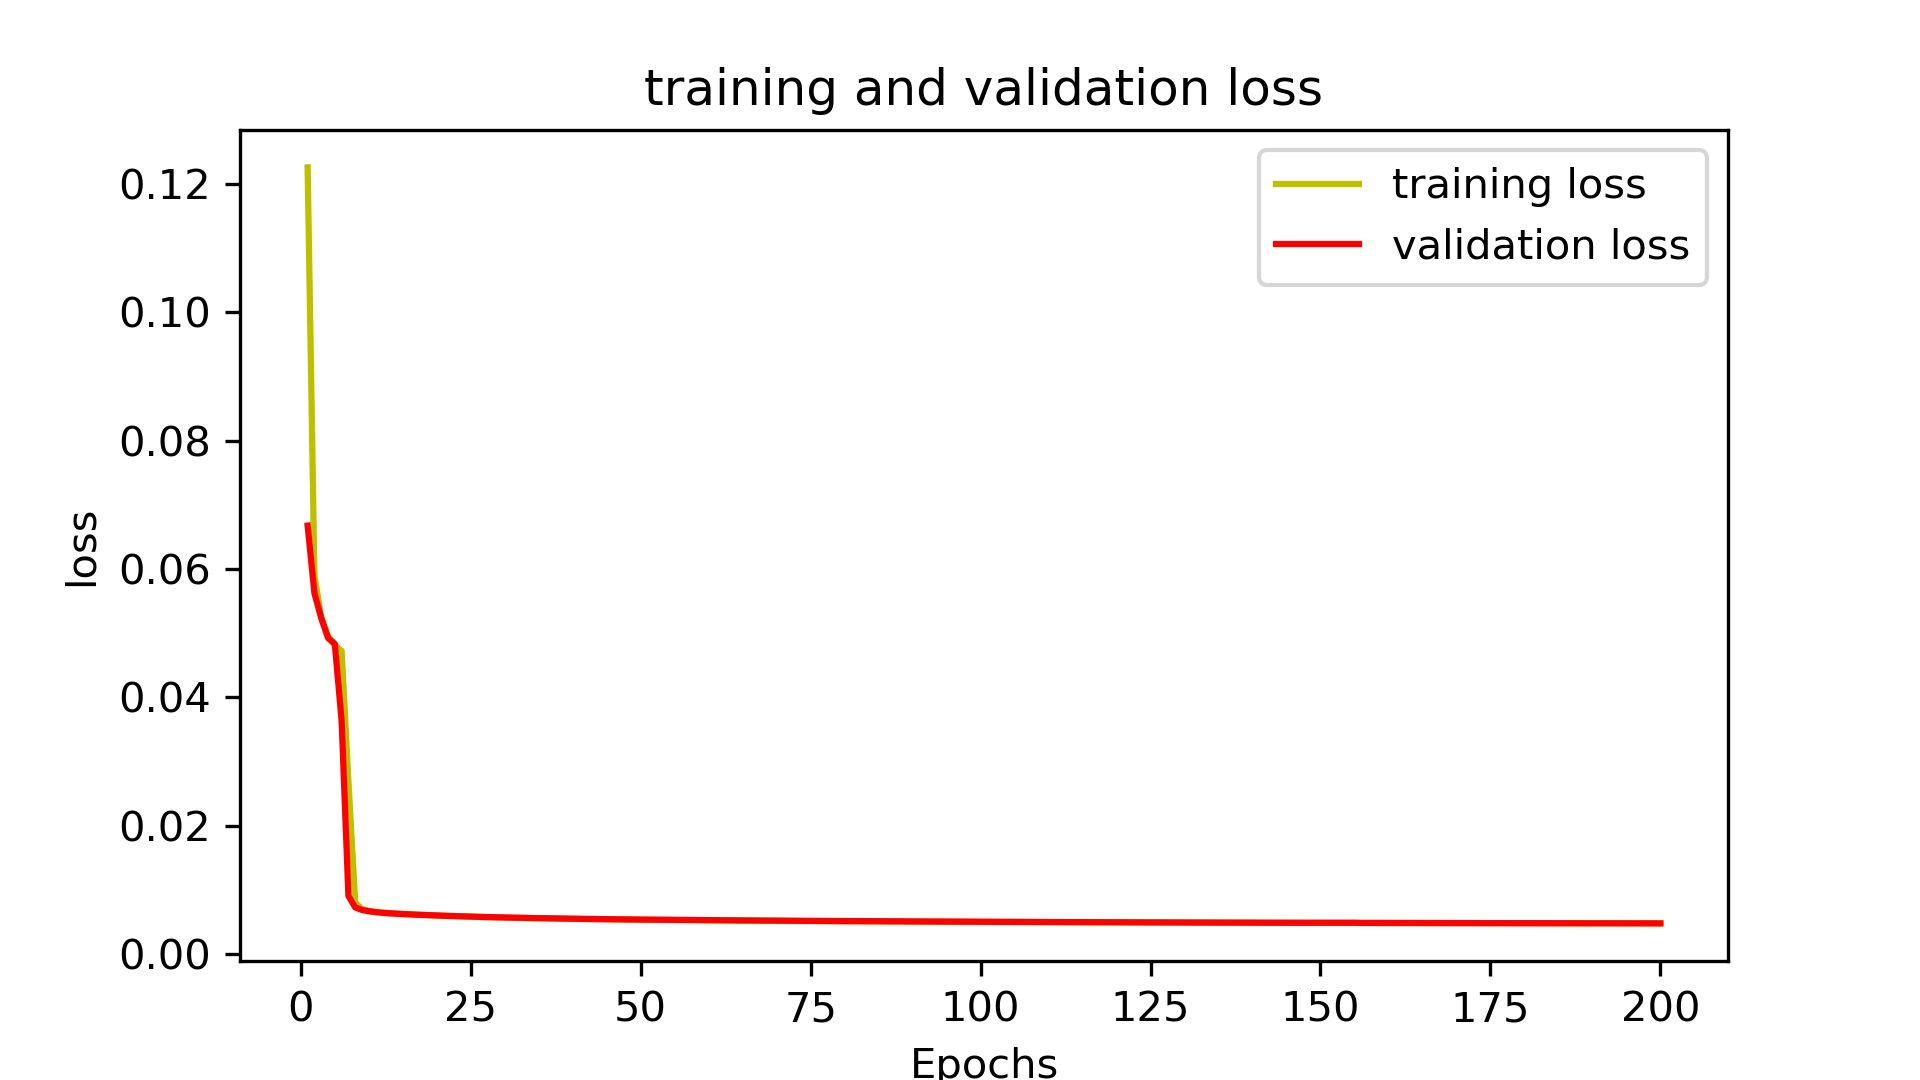 training and validation loss
training loss
validation loss
loss
0.12
0.10
0.08
0.06
0.04
0.02
0.00
0 25 50 75 100 125 150 175 200
Epochs